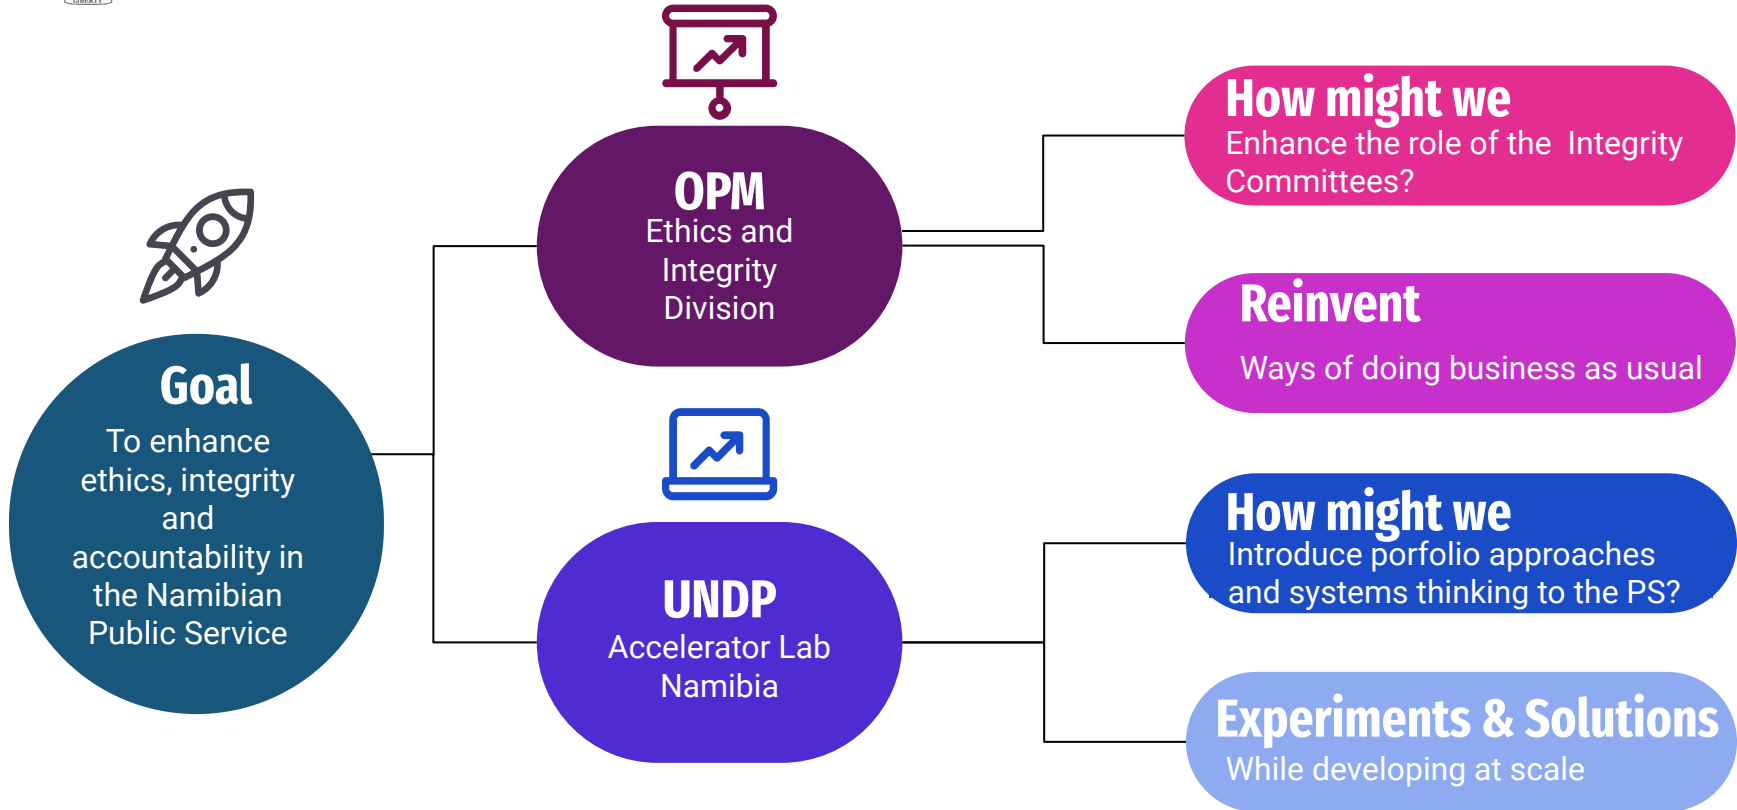 LIBERTY
Goal
To enhance
ethics, integrity
and
accountability in
the Namibian
Public Service
OPM
Ethics and
Integrity
Division
UNDP
Accelerator Lab
Namibia
How might we
Enhance the role of the Integrity
Committees?
Reinvent
Ways of doing business as usual
How might we
Introduce porfolio approaches
and systems thinking to the PS?
Experiments & Solutions
While developing at scale